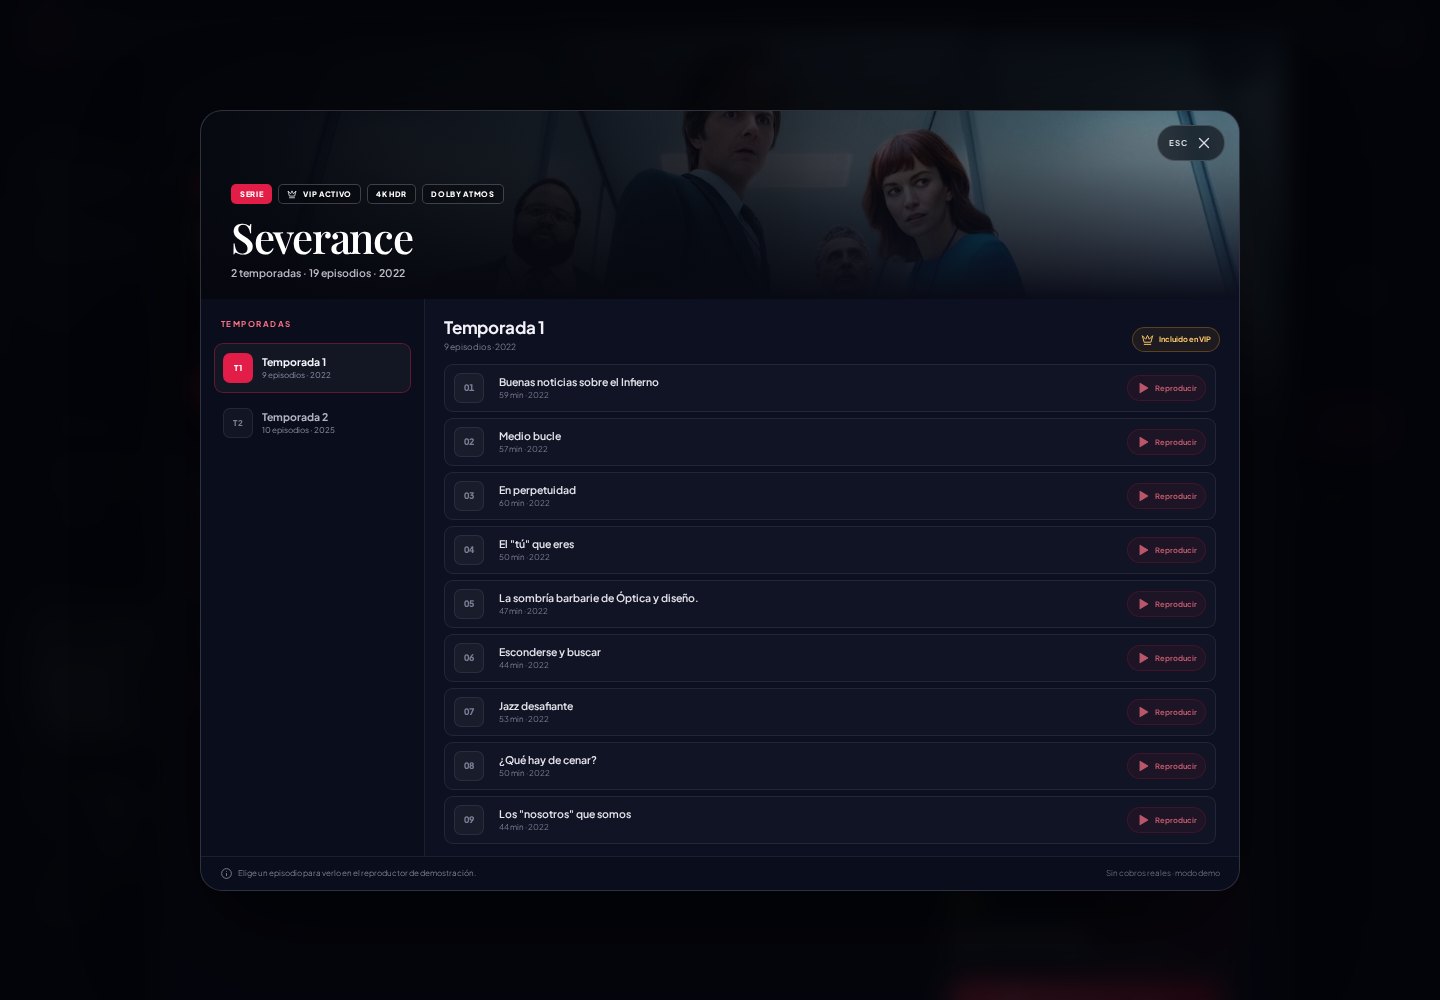 ESC
SERIE
VIP ACTIVO
4K HDR
DOLBY ATMOS
Severance
2 temporadas · 19 episodios · 2022
TEMPORADAS
T1
Temporada 1
9 episodios · 2022
T2
Temporada 2
10 episodios · 2025
Temporada 1
9 episodios · 2022
Incluido en VIP
01
Buenas noticias sobre el Infierno
59 min · 2022
Reproducir
02
Medio bucle
57 min · 2022
Reproducir
03
En perpetuidad
60 min · 2022
Reproducir
04
El "tú" que eres
50 min · 2022
Reproducir
05
La sombría barbarie de Óptica y diseño.
47 min · 2022
Reproducir
06
Esconderse y buscar
44 min · 2022
Reproducir
07
Jazz desafiante
53 min · 2022
Reproducir
08
¿Qué hay de cenar?
50 min · 2022
Reproducir
09
Los "nosotros" que somos
44 min · 2022
Reproducir
Elige un episodio para verlo en el reproductor de demostración.
Sin cobros reales · modo demo